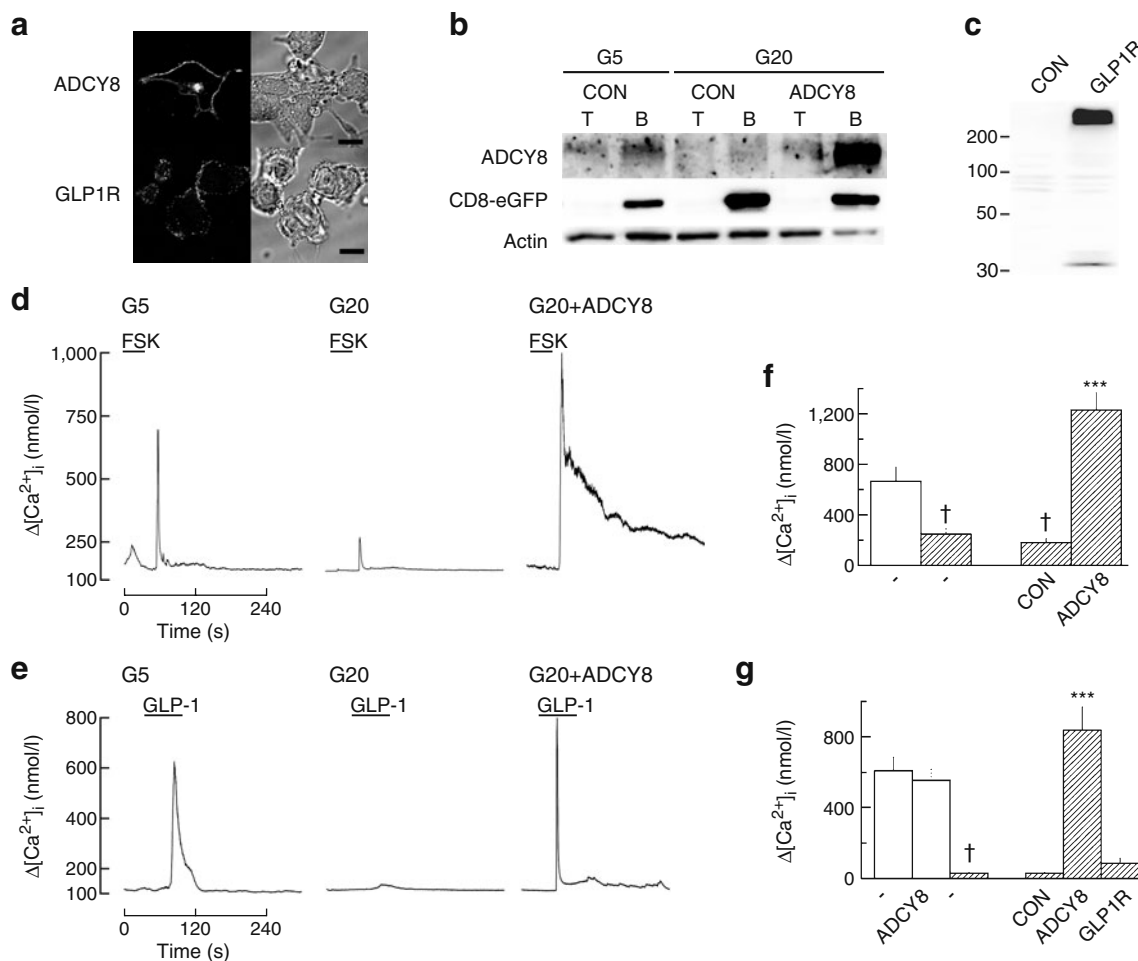 a
ADCY8
GLP1R
b
G5 G20
CON CON ADCY8
T B T B T B
ADCY8
CD8-eGFP
Actin
c
CON GLP1R
200
100
50
30
d
G5 G20 G20+ADCY8
FSK FSK FSK
1,000
750
500
250
100
Δ[Ca2+]i (nmol/l)
0 120 240
Time (s)
e
G5 G20 G20+ADCY8
GLP-1 GLP-1 GLP-1
800
600
400
200
100
Δ[Ca2+]i (nmol/l)
0 120 240
Time (s)
f
1,200
800
400
0
Δ[Ca2+]i (nmol/l)
† † ***
- - CON ADCY8
g
800
400
0
Δ[Ca2+]i (nmol/l)
† ***
- ADCY8 - CON ADCY8 GLP1R